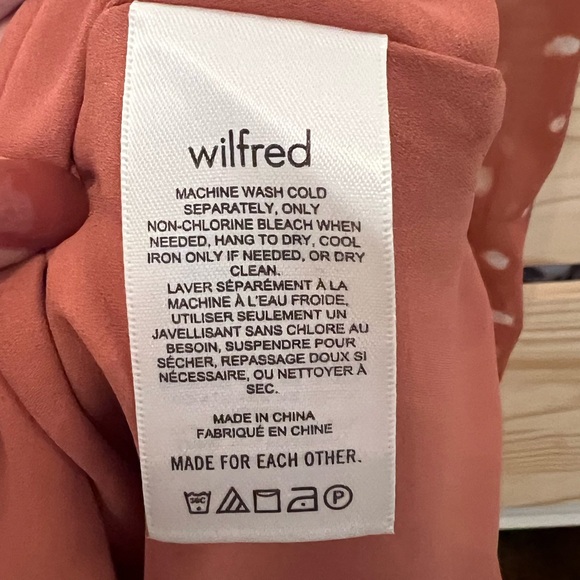 wilfred
MACHINE WASH COLD
SEPARATELY, ONLY
NON-CHLORINE BLEACH WHEN
NEEDED, HANG TO DRY, COOL
IRON ONLY IF NEEDED, OR DRY
CLEAN.
LAVER SÉPARÉMENT À LA
MACHINE À L'EAU FROIDE,
UTILISER SEULEMENT UN
JAVELLISANT SANS CHLORE AU
BESOIN, SUSPENDRE POUR
SÉCHER, REPASSAGE DOUX SI
NÉCESSAIRE, OU NETTOYER À
SEC.
MADE IN CHINA
FABRIQUÉ EN CHINE
MADE FOR EACH OTHER.
30C P